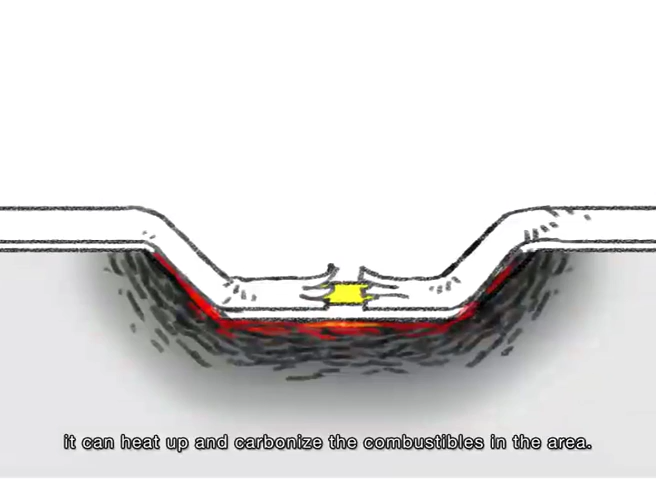 it can heat up and carbonize the combustibles in the area.